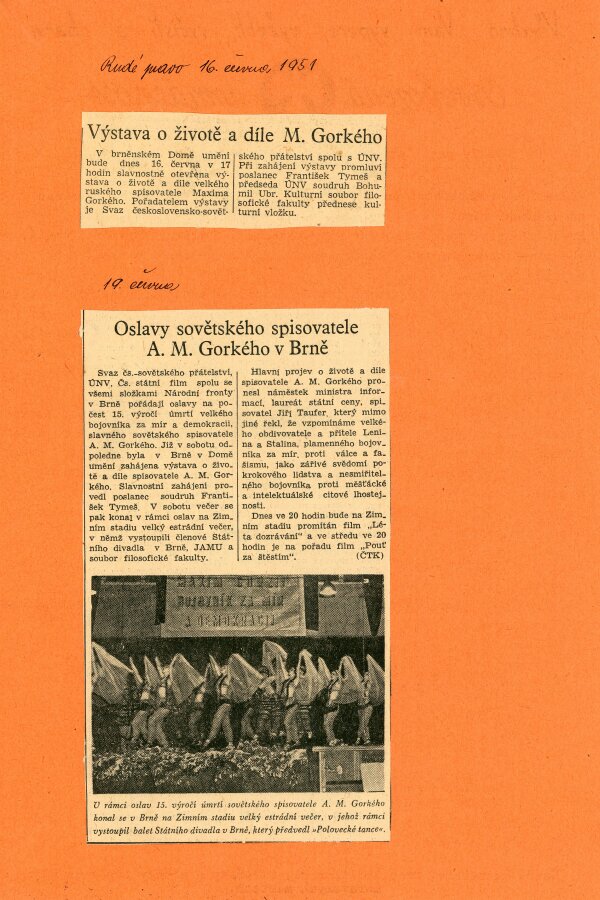 Rudé právo 16. června 1951
Výstava o životě a díle M. Gorkého
V brněnském Domě umění
bude dnes 16. června v 17
hodin slavnostně otevřena vý-
stava o životě a díle velkého
ruského spisovatele Maxima
Gorkého. Pořadatelem výstavy
je Svaz československo-sovět-
ského přátelství spolu s ÚNV.
Při zahájení výstavy promluví
poslanec František Tymeš a
předseda ÚNV soudruh Bohu-
mil Ubr. Kulturní soubor filo-
sofické fakulty přednese kul-
turní vložku.
19. června
Oslavy sovětského spisovatele
A. M. Gorkého v Brně
Svaz čs.-sovětského přátelství,
ÚNV, Čs. státní film spolu se
všemi složkami Národní fronty
v Brně pořádají oslavy na po-
čest 15. výročí úmrtí velkého
bojovníka za mír a demokracii,
slavného sovětského spisovatele
A. M. Gorkého. Již v sobotu od-
poledne byla v Brně v Domě
umění zahájena výstava o živo-
tě a díle spisovatele A. M. Gor-
kého. Slavnostní zahájení pro-
vedl poslanec soudruh Franti-
šek Tymeš. V sobotu večer se
pak konal v rámci oslav na Zim-
ním stadiu velký estrádní večer,
v němž vystoupili členové Stát-
ního divadla v Brně, JAMU a
soubor filosofické fakulty.
Hlavní projev o životě a díle
spisovatele A. M. Gorkého pro-
nesl náměstek ministra infor-
mací, laureát státní ceny, spi-
sovatel Jiří Taufer, který mimo
jiné řekl, že vzpomínáme velké-
ho obdivovatele a přítele Leni-
na a Stalina, plamenného bojov-
níka za mír, proti válce a fa-
šismu, jako zářivé svědomí po-
krokového lidstva a nesmiřitel-
ného bojovníka proti měšťácké
a intelektuálské citové lhostej-
nosti.
Dnes ve 20 hodin bude na Zim-
ním stadiu promítán film „Lé-
ta dozrávání" a ve středu ve 20
hodin je na pořadu film „Pouť
za štěstím". (ČTK)
BOJOVNÍK ZA MÍR
A DEMOKRACII
U rámci oslav 15. výročí úmrtí sovětského spisovatele A. M. Gorkého
konal se v Brně na Zimním stadiu velký estrádní večer, v jehož rámci
vystoupil balet Státního divadla v Brně, který předvedl »Polovecké tance«.